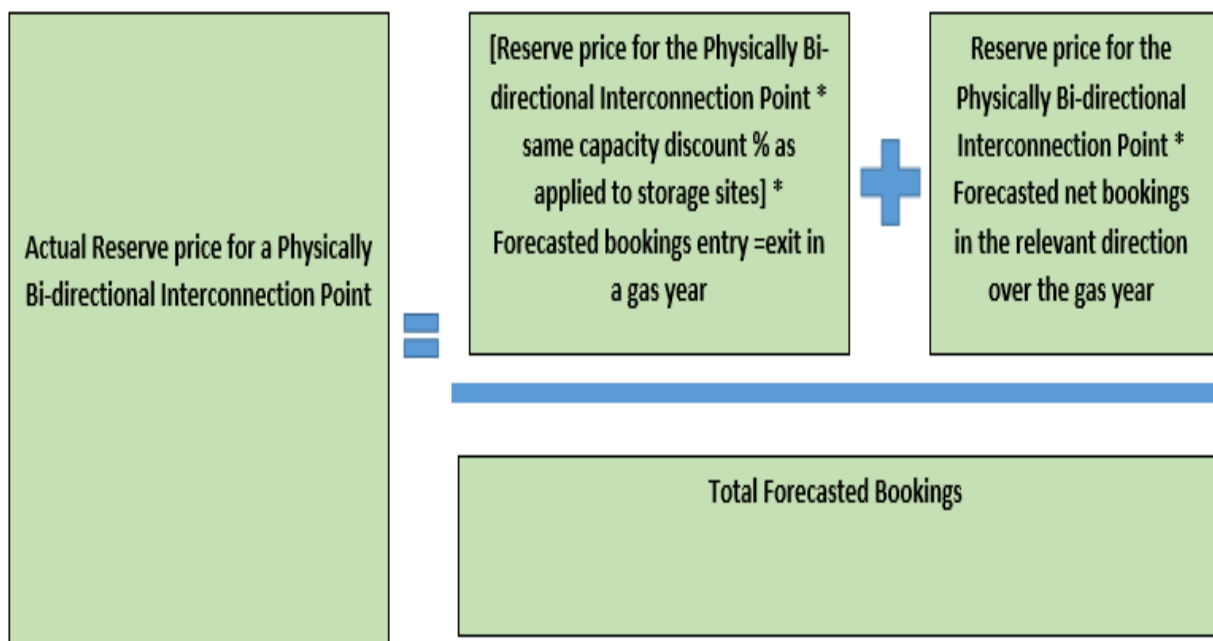 Actual Reserve price for a Physically
Bi-directional Interconnection Point
[Reserve price for the Physically Bi-
directional Interconnection Point *
same capacity discount % as
applied to storage sites] *
Forecasted bookings entry =exit in
a gas year
Reserve price for the
Physically Bi-directional
Interconnection Point *
Forecasted net bookings
in the relevant direction
over the gas year
Total Forecasted Bookings